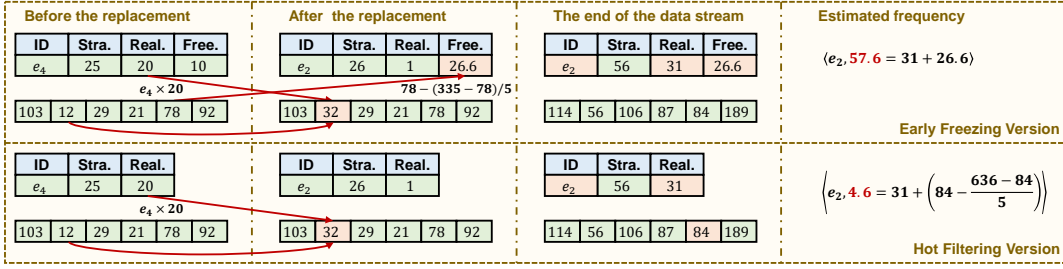 Before the replacement
After the replacement
The end of the data stream
Estimated frequency
ID Stra. Real. Free.
e₄ 25 20 10
ID Stra. Real. Free.
e₂ 26 1 26.6
ID Stra. Real. Free.
e₂ 56 31 26.6
⟨e₂, 57.6 = 31 + 26.6⟩
e₄ × 20
78 − (335 − 78)/5
103 12 29 21 78 92
103 32 29 21 78 92
114 56 106 87 84 189
Early Freezing Version
ID Stra. Real.
e₄ 25 20
ID Stra. Real.
e₂ 26 1
ID Stra. Real.
e₂ 56 31
⟨e₂, 4.6 = 31 + (84 − (636 − 84)/5)⟩
e₄ × 20
103 12 29 21 78 92
103 32 29 21 78 92
114 56 106 87 84 189
Hot Filtering Version